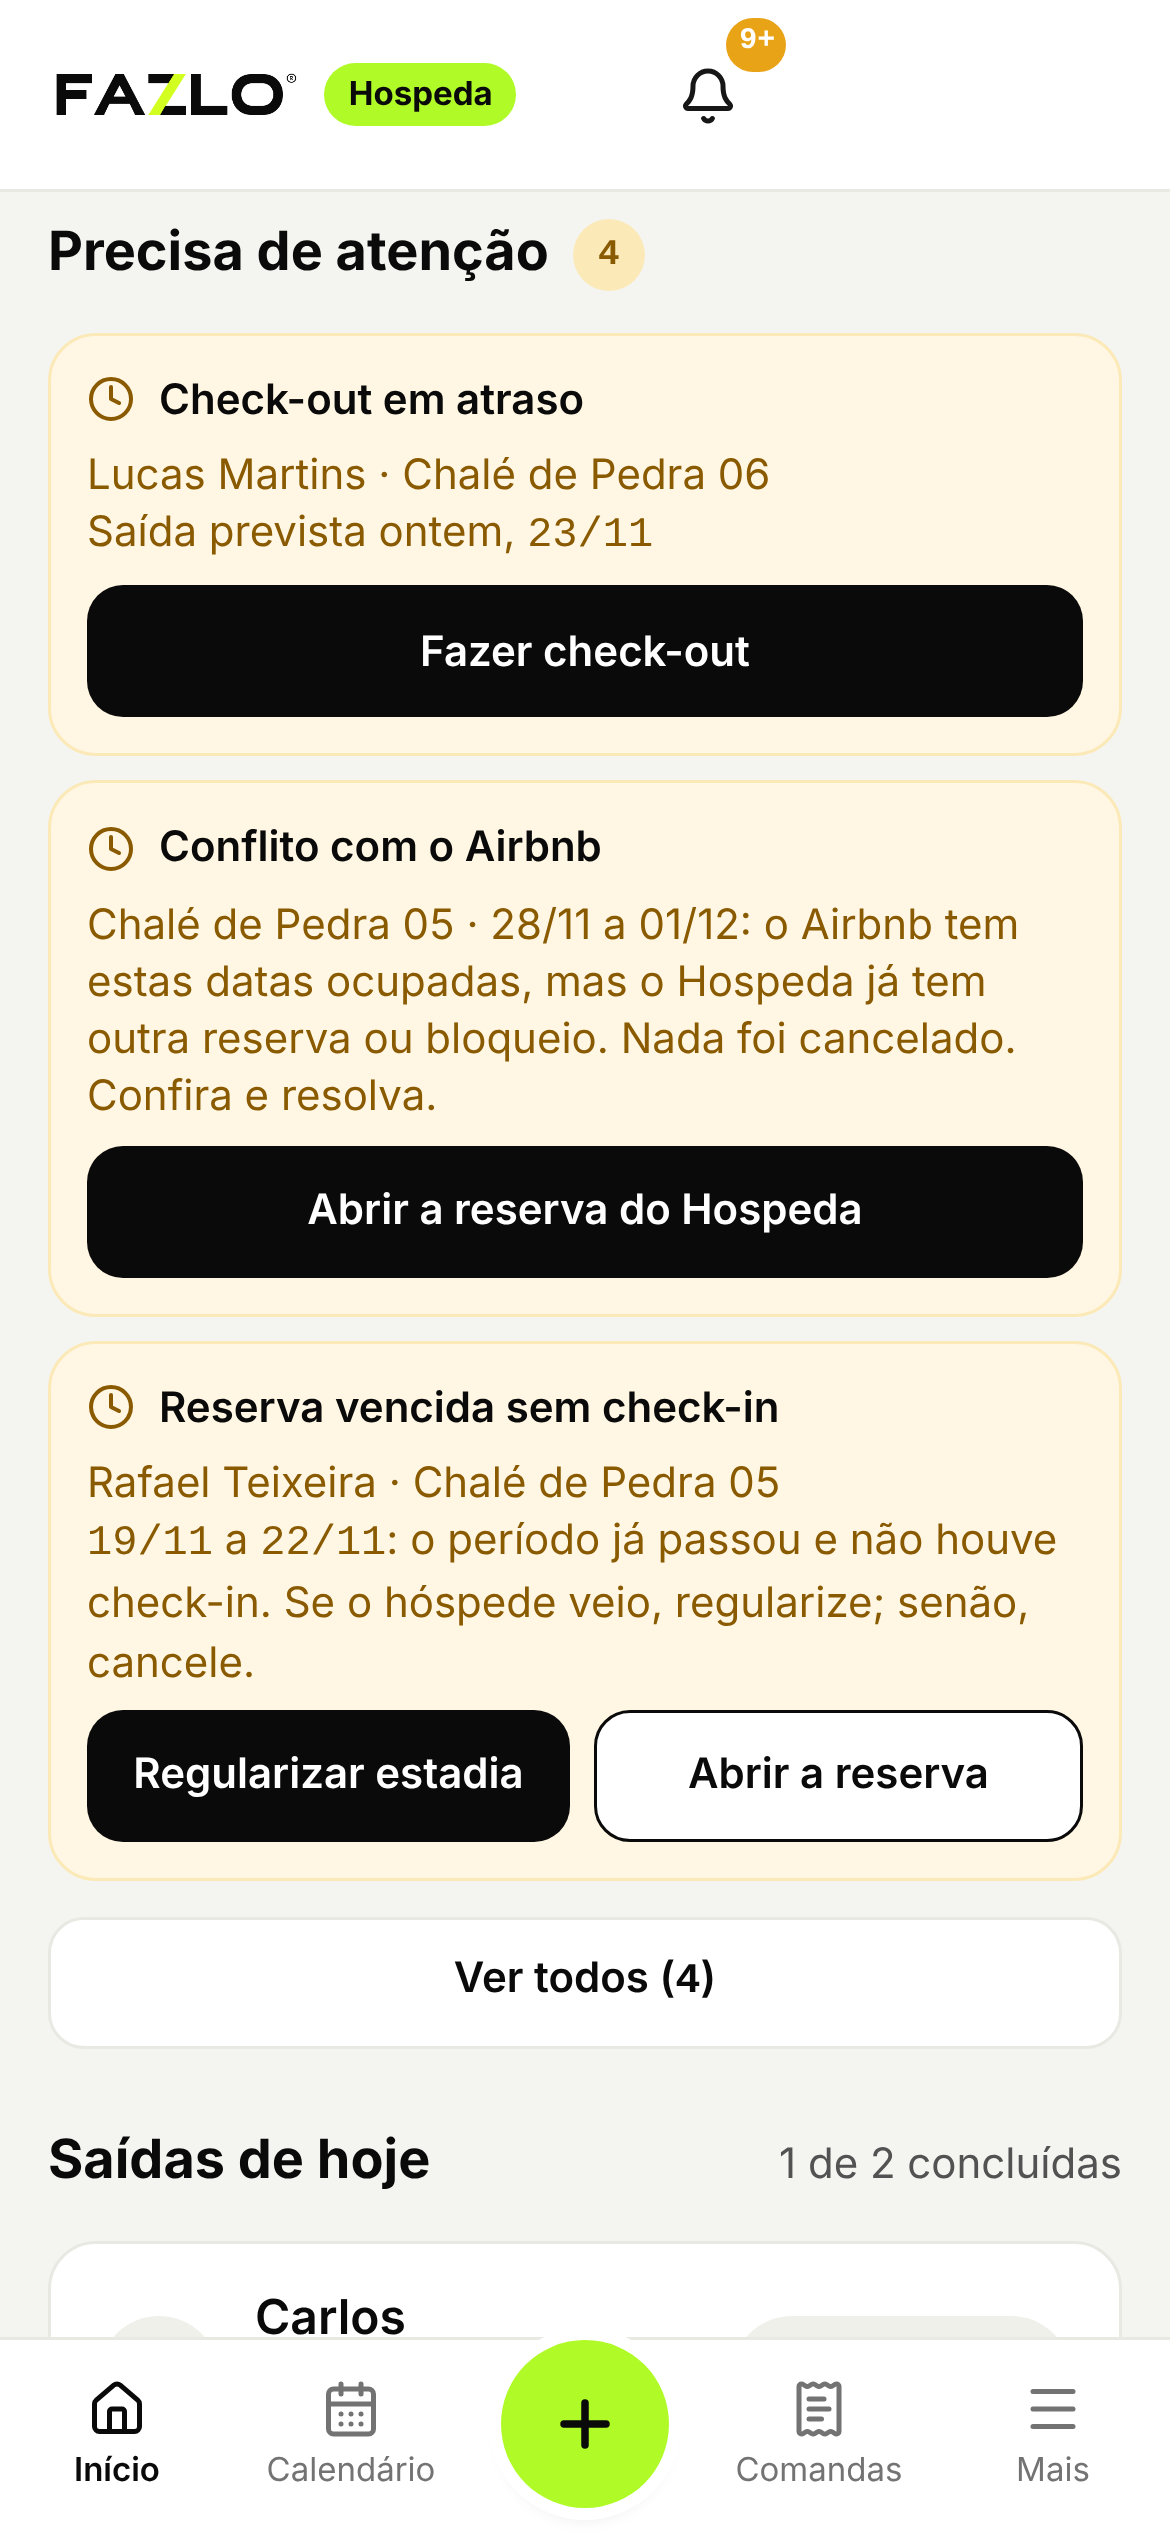 FAZLO®
Hospeda
9+
Precisa de atenção 4
Check-out em atraso
Lucas Martins · Chalé de Pedra 06
Saída prevista ontem, 23/11
Fazer check-out
Conflito com o Airbnb
Chalé de Pedra 05 · 28/11 a 01/12: o Airbnb tem
estas datas ocupadas, mas o Hospeda já tem
outra reserva ou bloqueio. Nada foi cancelado.
Confira e resolva.
Abrir a reserva do Hospeda
Reserva vencida sem check-in
Rafael Teixeira · Chalé de Pedra 05
19/11 a 22/11: o período já passou e não houve
check-in. Se o hóspede veio, regularize; senão,
cancele.
Regularizar estadia
Abrir a reserva
Ver todos (4)
Saídas de hoje
1 de 2 concluídas
Carlos
Início
Calendário
Comandas
Mais